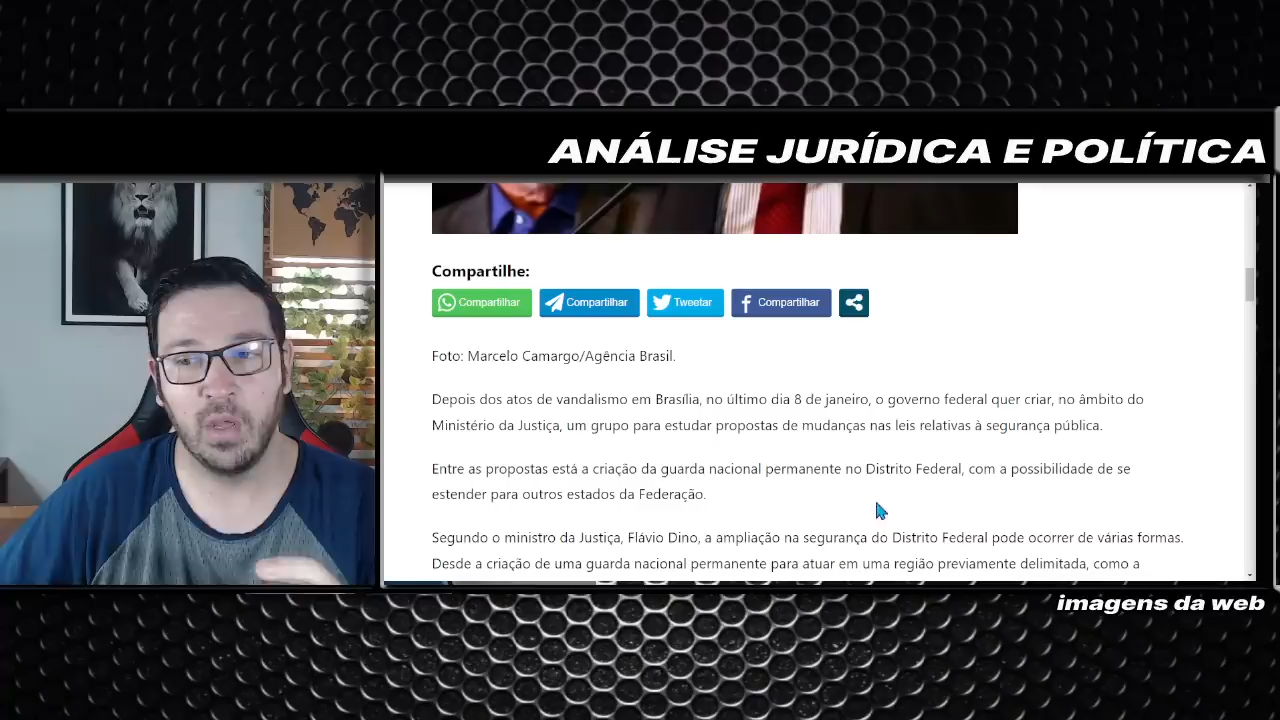 ANÁLISE JURÍDICA E POLÍTICA
Compartilhe:
Compartilhar
Compartilhar
Tweetar
Compartilhar
Foto: Marcelo Camargo/Agência Brasil.
Depois dos atos de vandalismo em Brasília, no último dia 8 de janeiro, o governo federal quer criar, no âmbito do
Ministério da Justiça, um grupo para estudar propostas de mudanças nas leis relativas à segurança pública.
Entre as propostas está a criação da guarda nacional permanente no Distrito Federal, com a possibilidade de se
estender para outros estados da Federação.
Segundo o ministro da Justiça, Flávio Dino, a ampliação na segurança do Distrito Federal pode ocorrer de várias formas.
Desde a criação de uma guarda nacional permanente para atuar em uma região previamente delimitada, como a
imagens da web